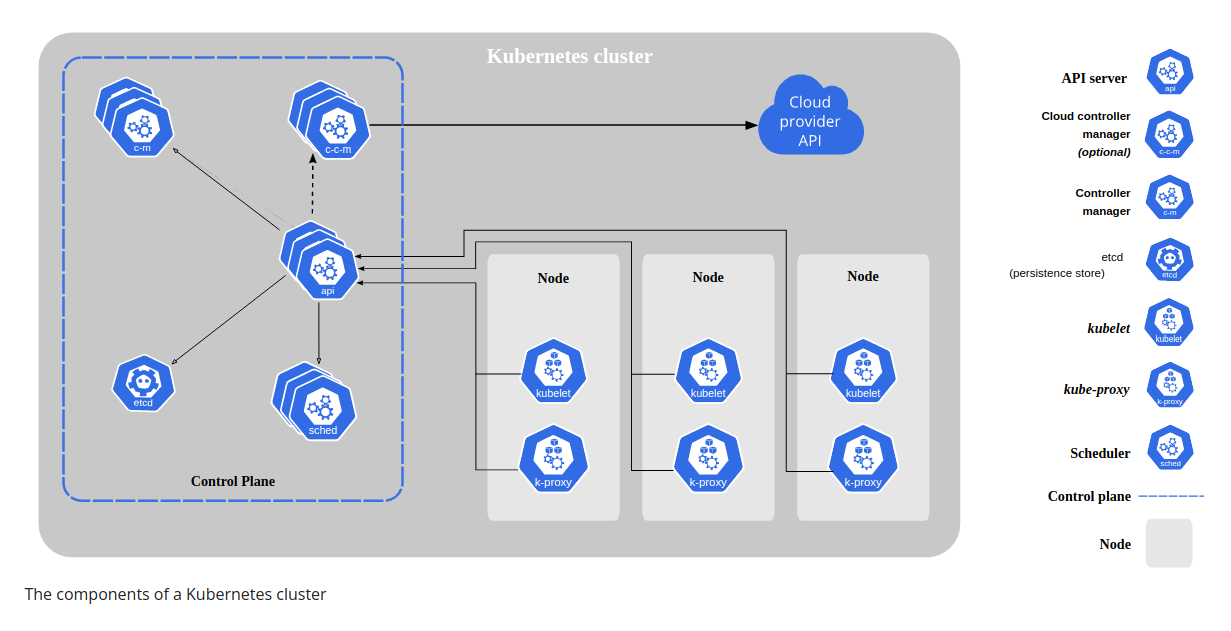 Kubernetes cluster
c-m
c-c-m
Cloud
provider
API
api
etcd
sched
Control Plane
Node
kubelet
k-proxy
Node
kubelet
k-proxy
Node
kubelet
k-proxy
API server
api
Cloud controller
manager
(optional)
c-c-m
Controller
manager
c-m
etcd
(persistence store)
etcd
kubelet
kubelet
kube-proxy
k-proxy
Scheduler
sched
Control plane
Node
The components of a Kubernetes cluster